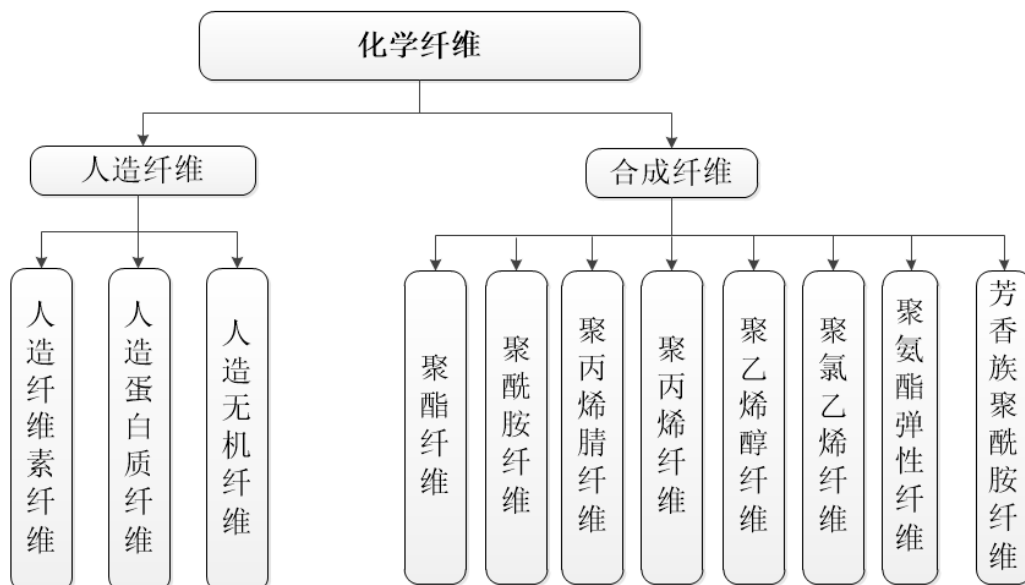 化学纤维
人造纤维
合成纤维
人造纤维素纤维
人造蛋白质纤维
人造无机纤维
聚酯纤维
聚酰胺纤维
聚丙烯腈纤维
聚丙烯纤维
聚乙烯醇纤维
聚氯乙烯纤维
聚氨酯弹性纤维
芳香族聚酰胺纤维